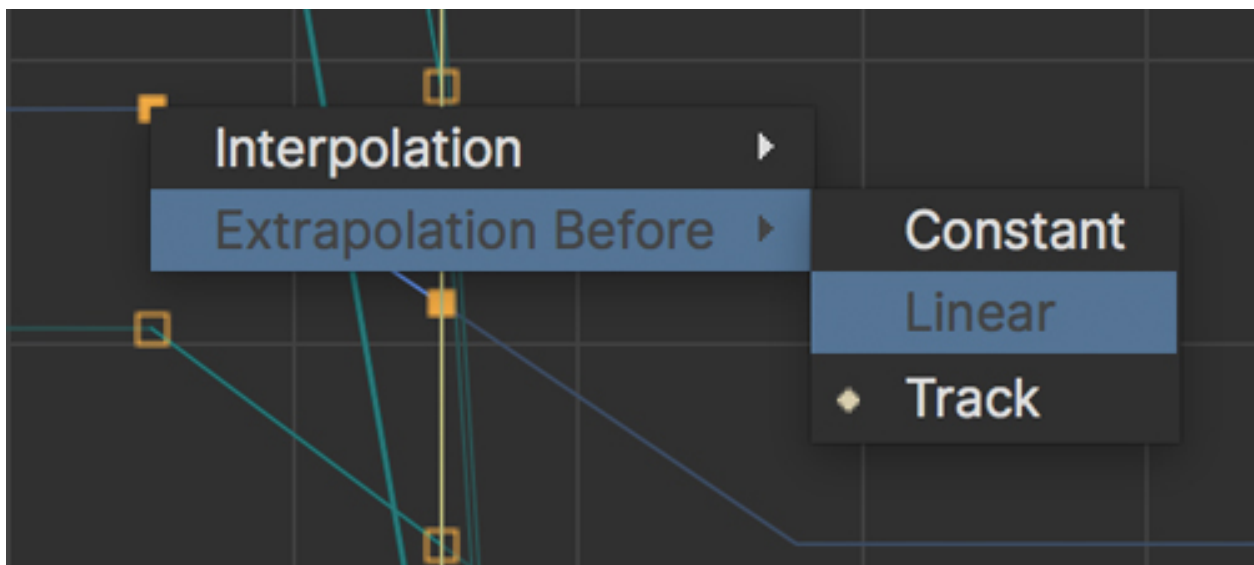 Interpolation
Extrapolation Before
Constant
Linear
Track